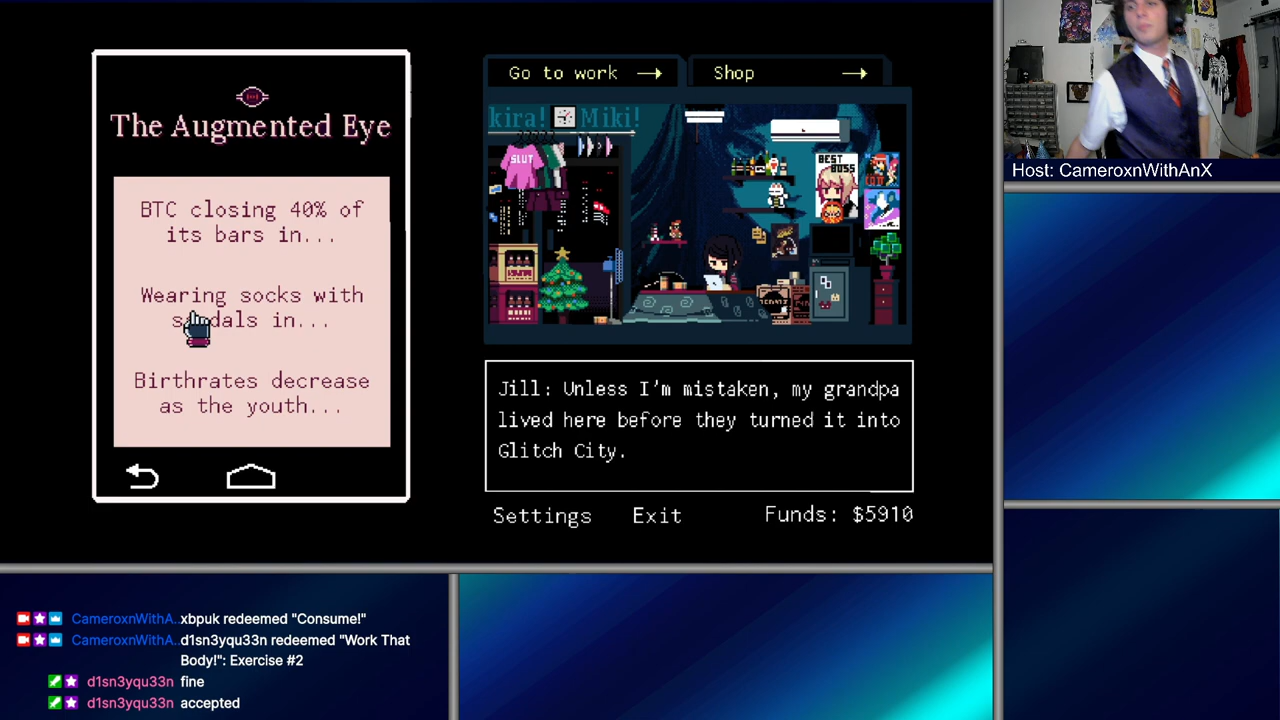 The Augmented Eye
BTC closing 40% of
its bars in...
Wearing socks with
sandals in...
Birthrates decrease
as the youth...
Go to work →
Shop →
kira! Miki!
SLUT
BEST
BOSS
Jill: Unless I'm mistaken, my grandpa
lived here before they turned it into
Glitch City.
Settings
Exit
Funds: $5910
Host: CameroxnWithAnX
CameroxnWithA.. xbpuk redeemed "Consume!"
CameroxnWithA.. d1sn3yqu33n redeemed "Work That
Body!": Exercise #2
d1sn3yqu33n fine
d1sn3yqu33n accepted